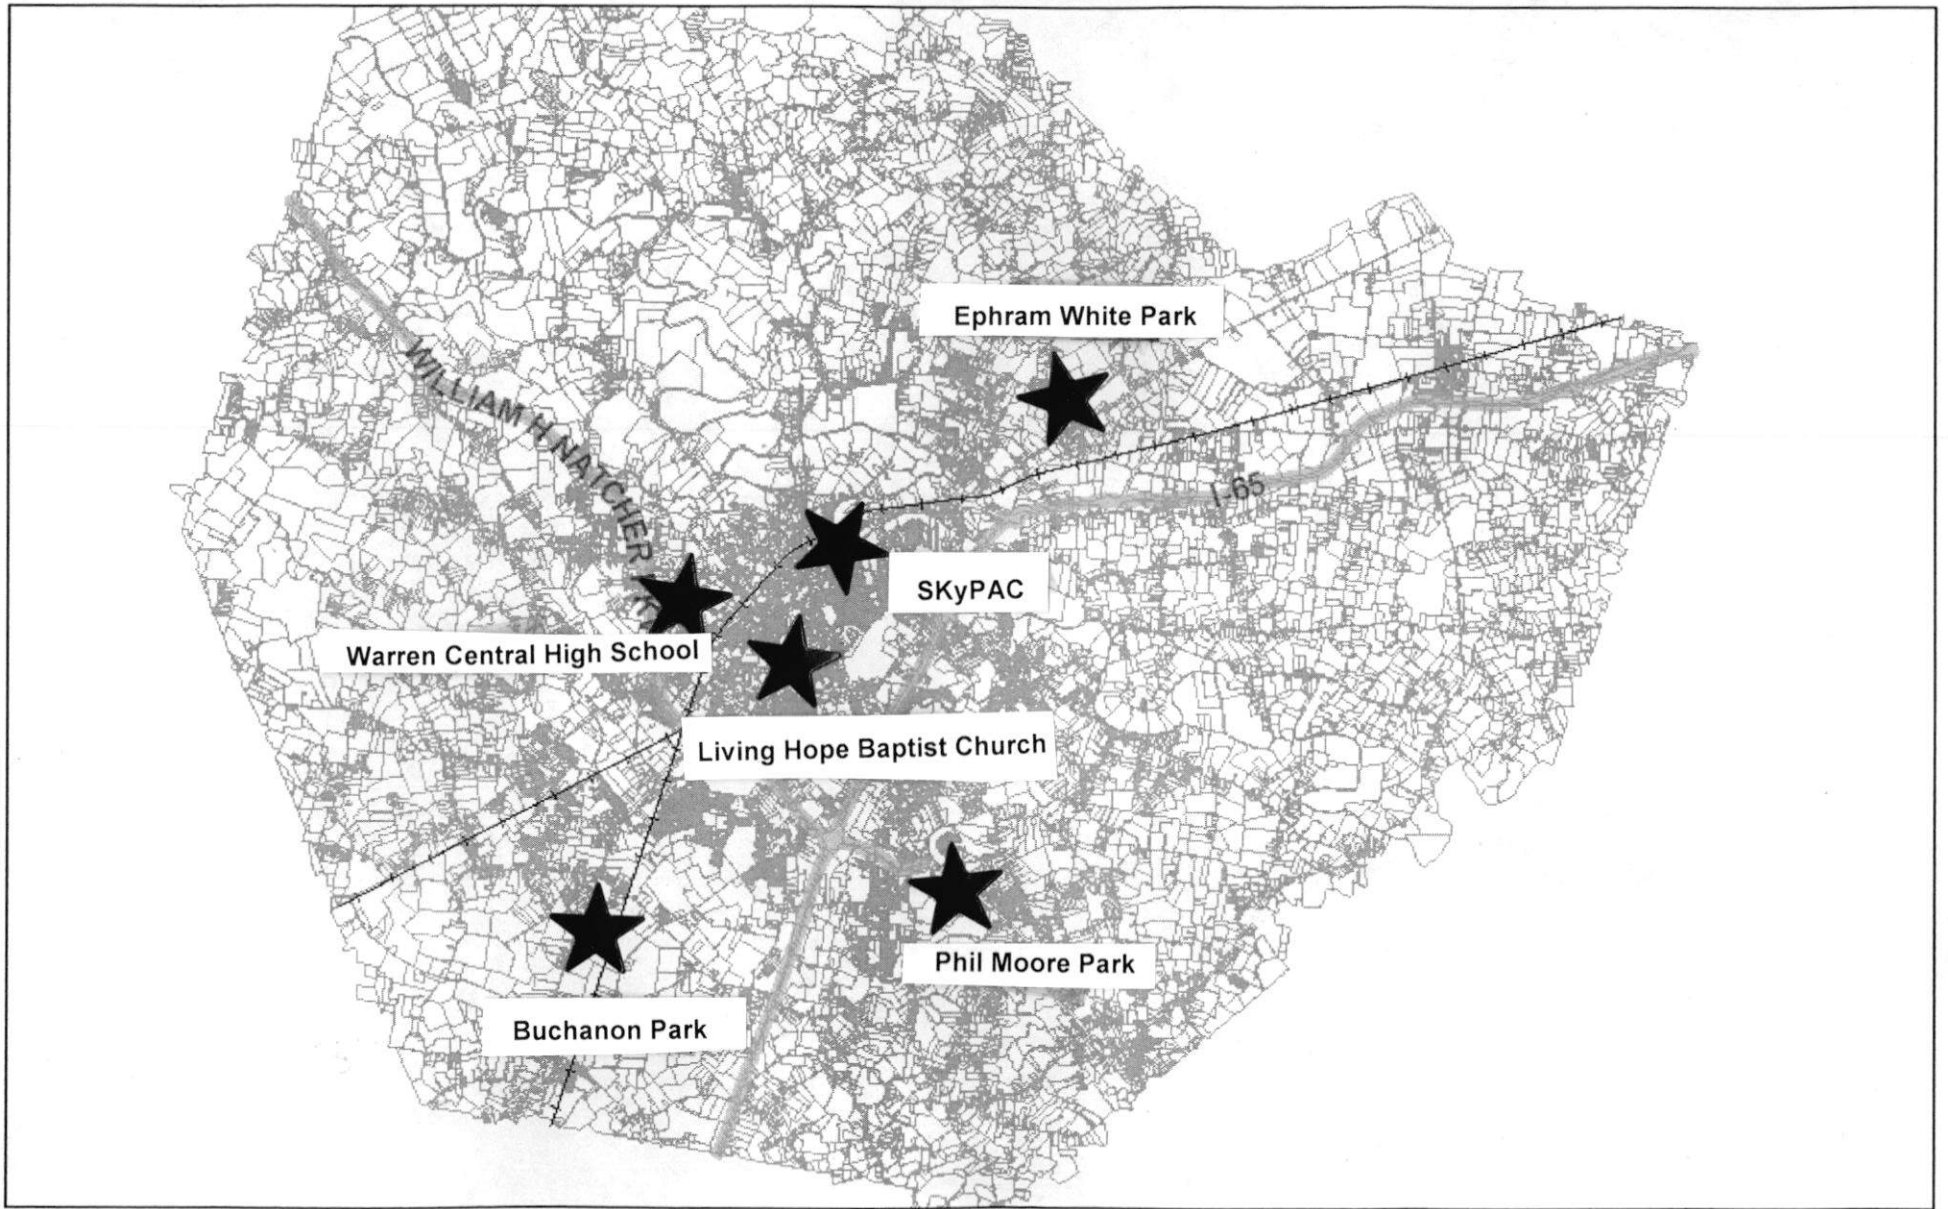 Ephram White Park
WILLIAM H NATCHER
I-65
SKyPAC
Warren Central High School
Living Hope Baptist Church
Phil Moore Park
Buchanon Park